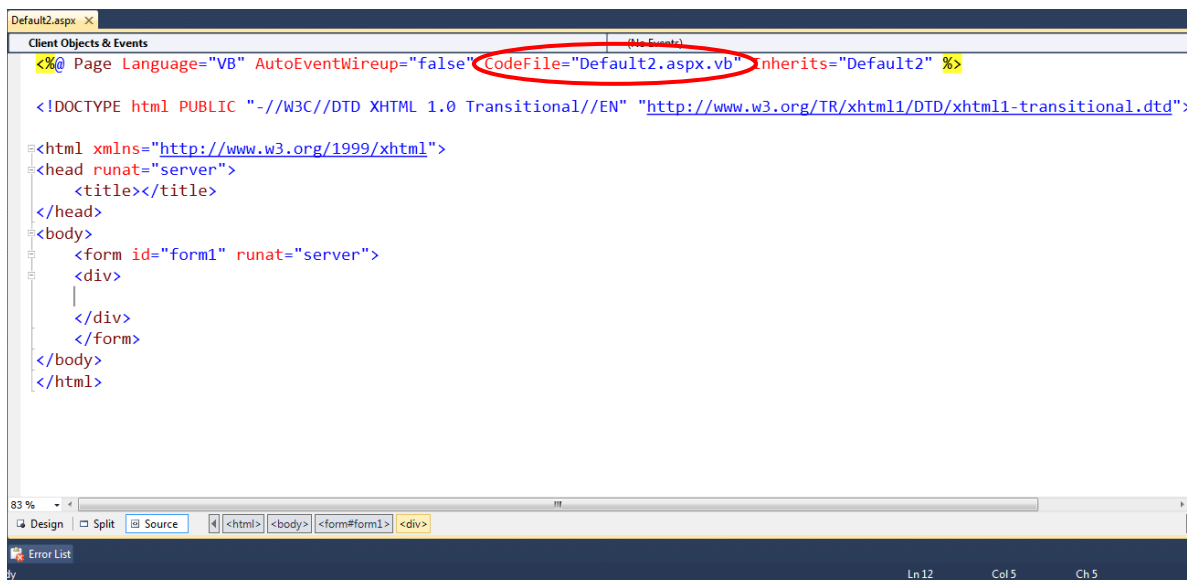 Default2.aspx ×
Client Objects & Events (No Events)
<%@ Page Language="VB" AutoEventWireup="false" CodeFile="Default2.aspx.vb" Inherits="Default2" %>
<!DOCTYPE html PUBLIC "-//W3C//DTD XHTML 1.0 Transitional//EN" "http://www.w3.org/TR/xhtml1/DTD/xhtml1-transitional.dtd">
<html xmlns="http://www.w3.org/1999/xhtml">
<head runat="server">
<title></title>
</head>
<body>
<form id="form1" runat="server">
<div>
</div>
</form>
</body>
</html>
83 %
Design Split Source <html> <body> <form#form1> <div>
Error List
Ln 12 Col 5 Ch 5